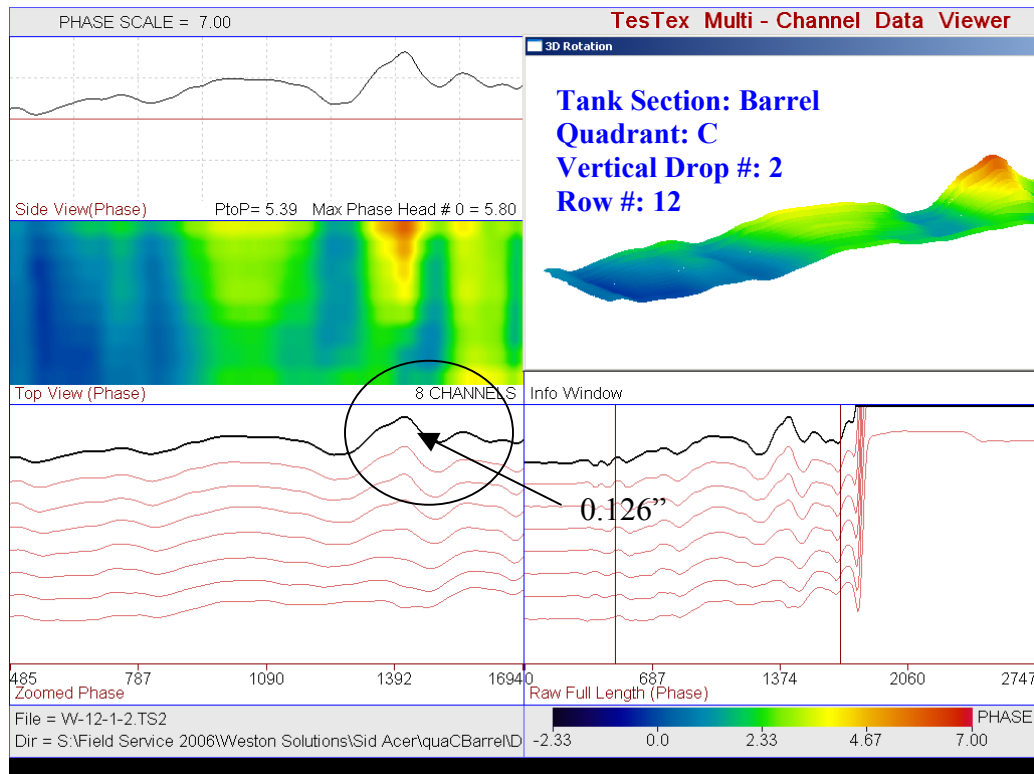 PHASE SCALE = 7.00
TesTex Multi - Channel Data Viewer
3D Rotation
Tank Section: Barrel
Quadrant: C
Vertical Drop #: 2
Row #: 12
Side View(Phase) PtoP= 5.39 Max Phase Head # 0 = 5.80
Top View (Phase) 8 CHANNELS
Info Window
0.126”
485 787 1090 1392 1694
Zoomed Phase
0 687 1374 2060 2747
Raw Full Length (Phase)
File = W-12-1-2.TS2
Dir = S:\Field Service 2006\Weston Solutions\Sid Acer\quaCBarrel\D
PHASE
-2.33 0.0 2.33 4.67 7.00